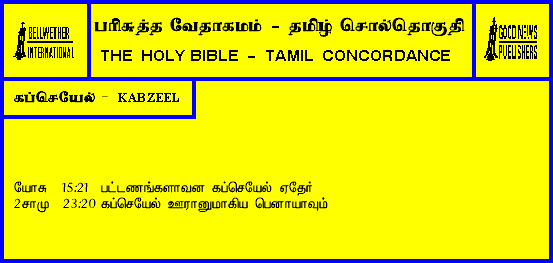 BELLWETHER
INTERNATIONAL
பரிசுத்த வேதாகமம் - தமிழ் சொல்தொகுதி
THE HOLY BIBLE - TAMIL CONCORDANCE
GOOD NEWS
PUBLISHERS
கப்செயேல் - KABZEEL
யோசு 15:21 பட்டணங்களாவன கப்செயேல் ஏதேர்
2சாமு 23:20 கப்செயேல் ஊரானுமாகிய பெனாயாவும்